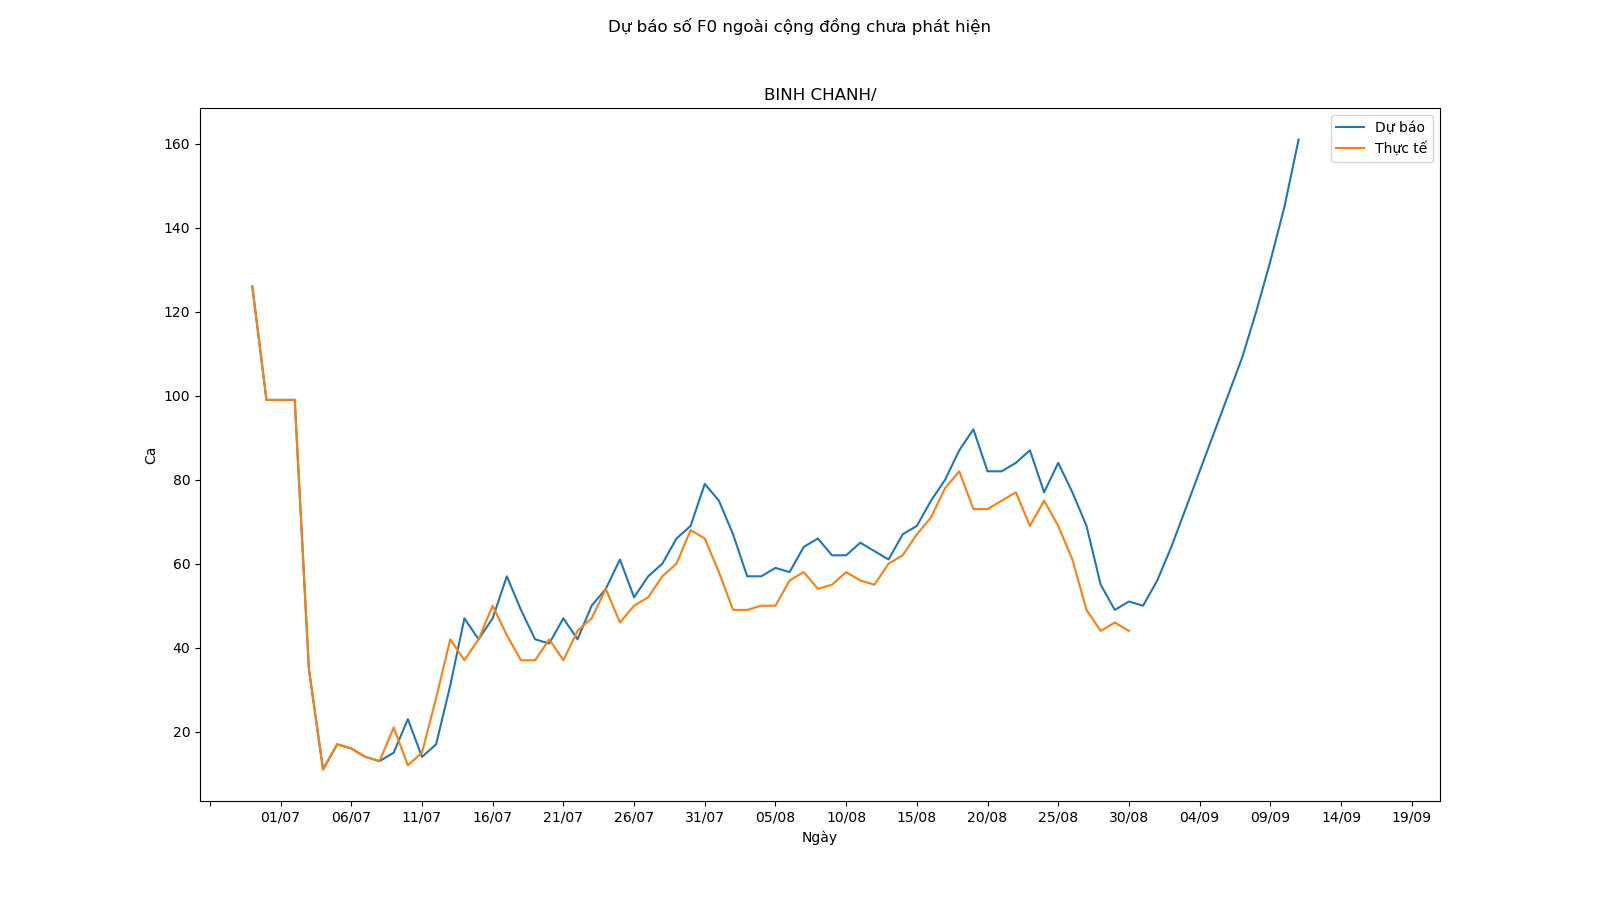 Dự báo số F0 ngoài cộng đồng chưa phát hiện
BINH CHANH/
Dự báo
Thực tế
160
140
120
100
80
60
40
20
Ca
01/07 06/07 11/07 16/07 21/07 26/07 31/07 05/08 10/08 15/08 20/08 25/08 30/08 04/09 09/09 14/09 19/09
Ngày